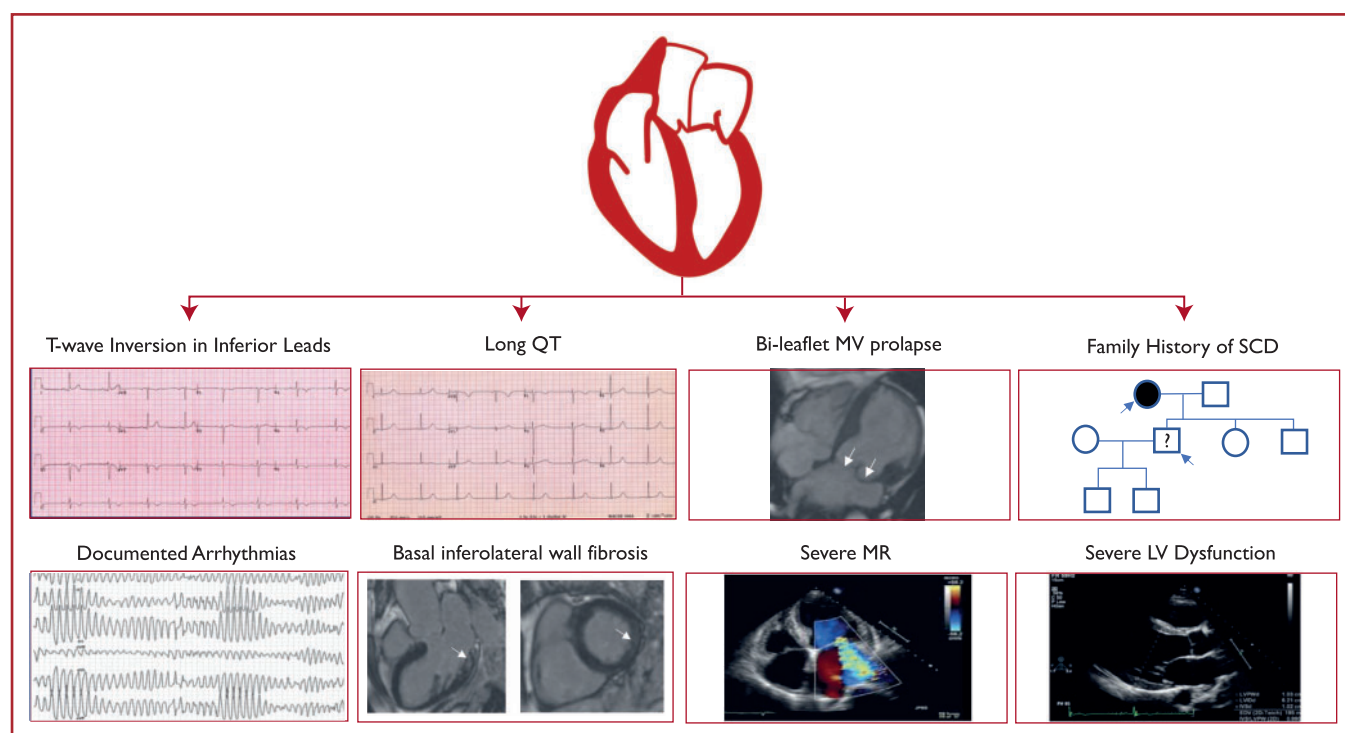 T-wave Inversion in Inferior Leads
Long QT
Bi-leaflet MV prolapse
Family History of SCD
?
Documented Arrhythmias
Basal inferolateral wall fibrosis
Severe MR
Severe LV Dysfunction